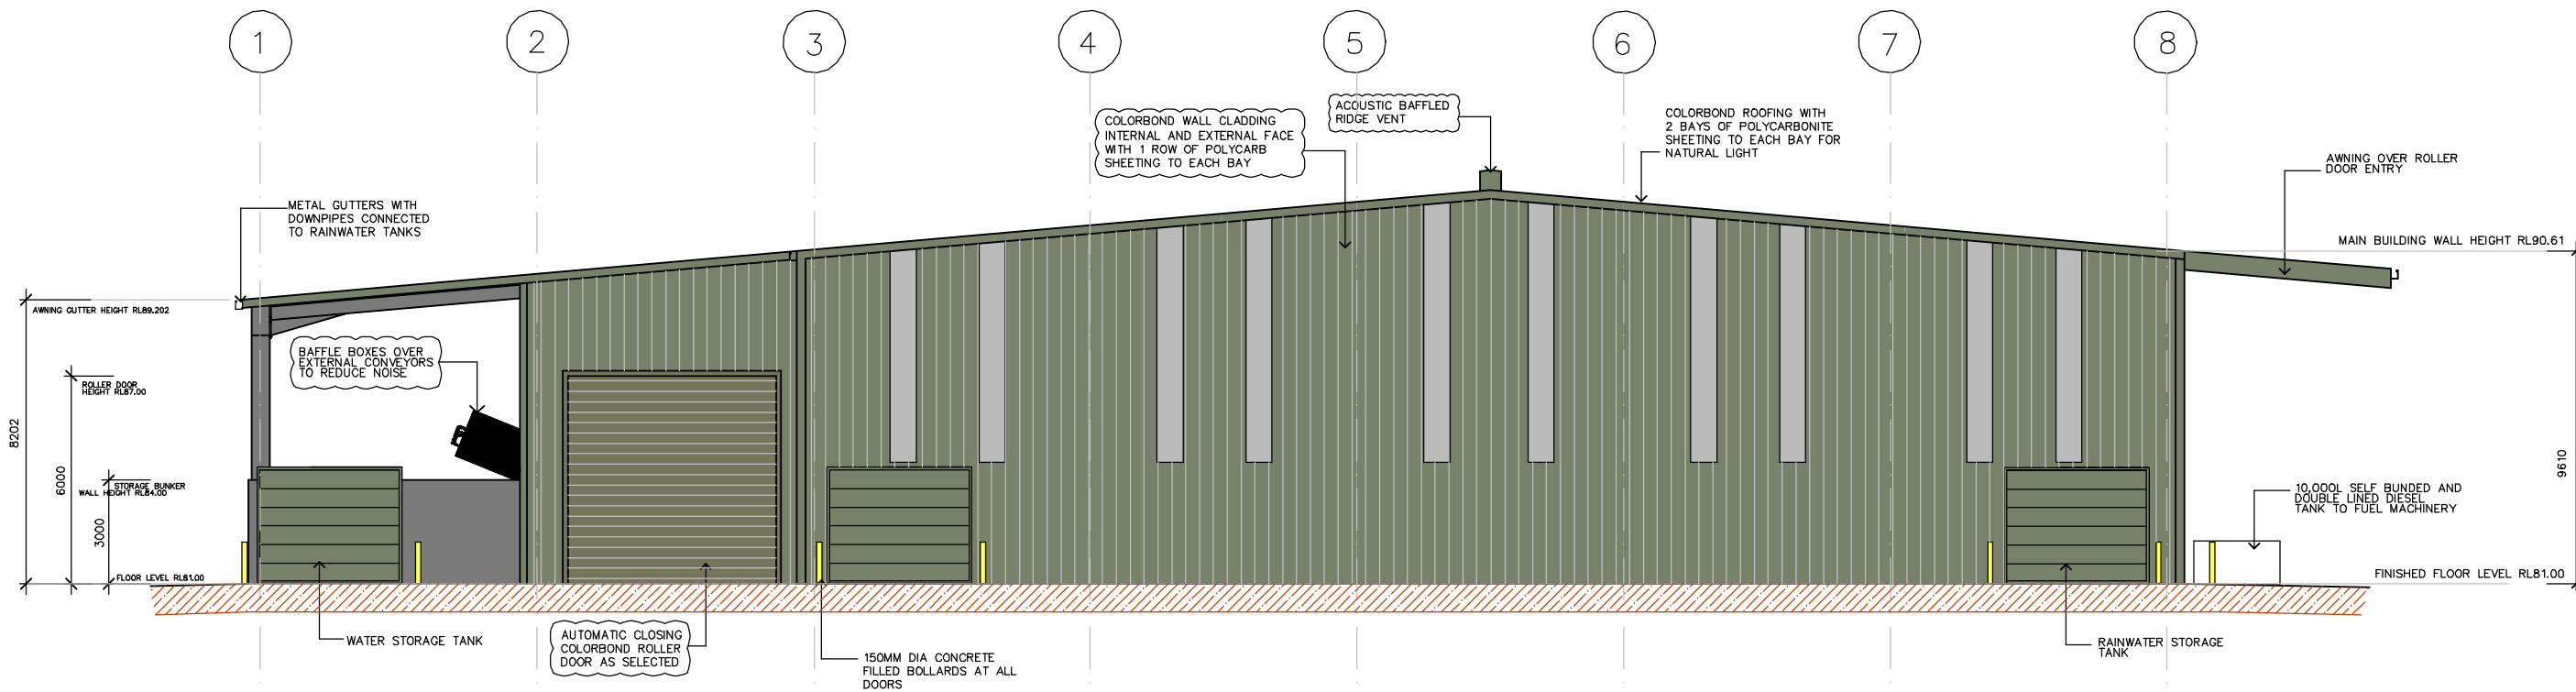 1
2
3
4
5
6
7
8
ACOUSTIC BAFFLED
RIDGE VENT
COLORBOND WALL CLADDING
INTERNAL AND EXTERNAL FACE
WITH 1 ROW OF POLYCARB
SHEETING TO EACH BAY
COLORBOND ROOFING WITH
2 BAYS OF POLYCARBONITE
SHEETING TO EACH BAY FOR
NATURAL LIGHT
AWNING OVER ROLLER
DOOR ENTRY
METAL GUTTERS WITH
DOWNPIPES CONNECTED
TO RAINWATER TANKS
MAIN BUILDING WALL HEIGHT RL90.61
AWNING GUTTER HEIGHT RL89.202
BAFFLE BOXES OVER
EXTERNAL CONVEYORS
TO REDUCE NOISE
ROLLER DOOR
HEIGHT RL87.00
8202
6000
3000
9610
STORAGE BUNKER
WALL HEIGHT RL84.00
10,000L SELF BUNDED AND
DOUBLE LINED DIESEL
TANK TO FUEL MACHINERY
FLOOR LEVEL RL81.00
FINISHED FLOOR LEVEL RL81.00
WATER STORAGE TANK
AUTOMATIC CLOSING
COLORBOND ROLLER
DOOR AS SELECTED
150MM DIA CONCRETE
FILLED BOLLARDS AT ALL
DOORS
RAINWATER STORAGE
TANK